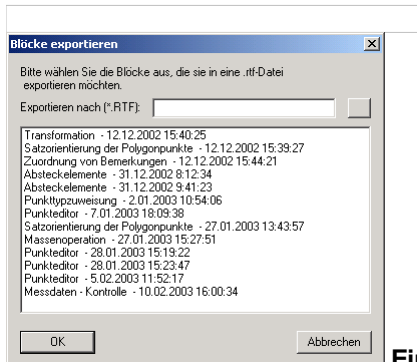 Blöcke exportieren
Bitte wählen Sie die Blöcke aus, die sie in eine .rtf-Datei
exportieren möchten.
Exportieren nach (*.RTF):
Transformation - 12.12.2002 15:40:25
Satzorientierung der Polygonpunkte - 12.12.2002 15:39:27
Zuordnung von Bemerkungen - 12.12.2002 15:44:21
Absteckelemente - 31.12.2002 8:12:34
Absteckelemente - 31.12.2002 9:41:23
Punkttypzuweisung - 2.01.2003 10:54:06
Punkteditor - 7.01.2003 18:09:38
Satzorientierung der Polygonpunkte - 27.01.2003 13:43:57
Massenoperation - 27.01.2003 15:27:51
Punkteditor - 28.01.2003 15:19:22
Punkteditor - 28.01.2003 15:23:47
Punkteditor - 5.02.2003 11:52:17
Messdaten - Kontrolle - 10.02.2003 16:00:34
OK
Abbrechen